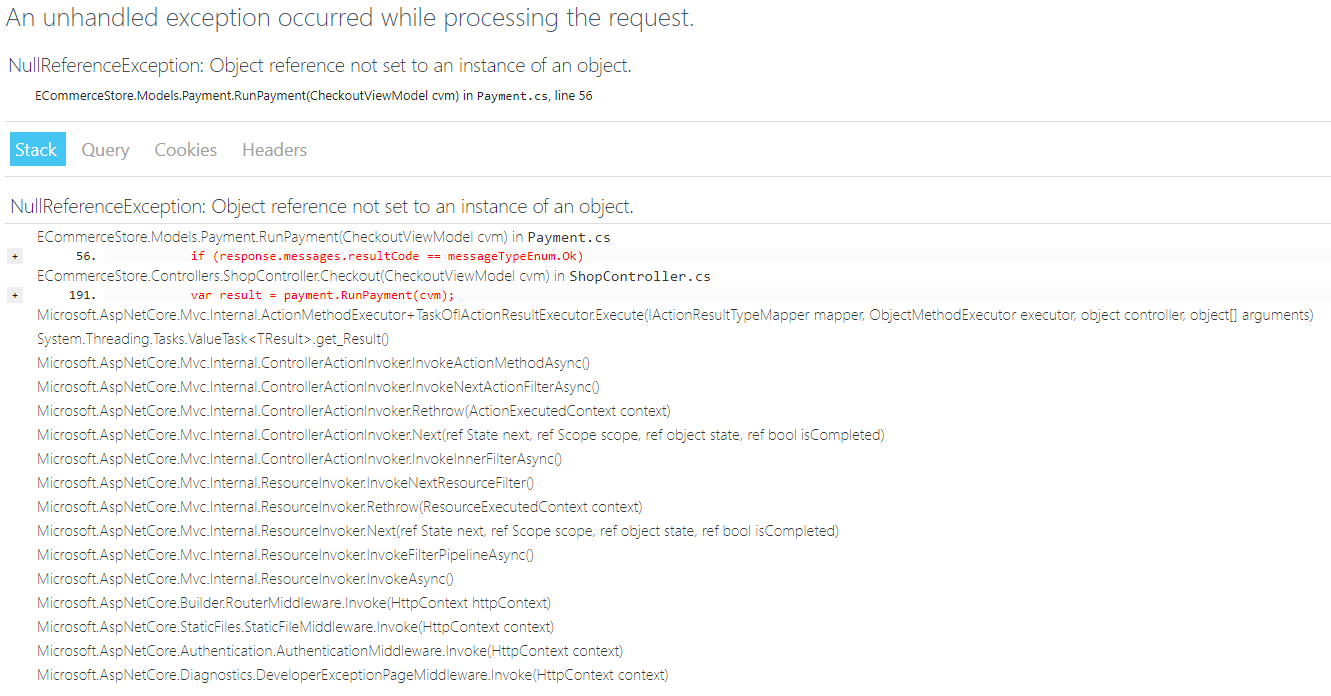 An unhandled exception occurred while processing the request.
NullReferenceException: Object reference not set to an instance of an object.
ECommerceStore.Models.Payment.RunPayment(CheckoutViewModel cvm) in Payment.cs, line 56
Stack Query Cookies Headers
NullReferenceException: Object reference not set to an instance of an object.
ECommerceStore.Models.Payment.RunPayment(CheckoutViewModel cvm) in Payment.cs
+ 56. if (response.messages.resultCode == messageTypeEnum.Ok)
ECommerceStore.Controllers.ShopController.Checkout(CheckoutViewModel cvm) in ShopController.cs
+ 191. var result = payment.RunPayment(cvm);
Microsoft.AspNetCore.Mvc.Internal.ActionMethodExecutor+TaskOfIActionResultExecutor.Execute(IActionResultTypeMapper mapper, ObjectMethodExecutor executor, object controller, object[] arguments)
System.Threading.Tasks.ValueTask<TResult>.get_Result()
Microsoft.AspNetCore.Mvc.Internal.ControllerActionInvoker.InvokeActionMethodAsync()
Microsoft.AspNetCore.Mvc.Internal.ControllerActionInvoker.InvokeNextActionFilterAsync()
Microsoft.AspNetCore.Mvc.Internal.ControllerActionInvoker.Rethrow(ActionExecutedContext context)
Microsoft.AspNetCore.Mvc.Internal.ControllerActionInvoker.Next(ref State next, ref Scope scope, ref object state, ref bool isCompleted)
Microsoft.AspNetCore.Mvc.Internal.ControllerActionInvoker.InvokeInnerFilterAsync()
Microsoft.AspNetCore.Mvc.Internal.ResourceInvoker.InvokeNextResourceFilter()
Microsoft.AspNetCore.Mvc.Internal.ResourceInvoker.Rethrow(ResourceExecutedContext context)
Microsoft.AspNetCore.Mvc.Internal.ResourceInvoker.Next(ref State next, ref Scope scope, ref object state, ref bool isCompleted)
Microsoft.AspNetCore.Mvc.Internal.ResourceInvoker.InvokeFilterPipelineAsync()
Microsoft.AspNetCore.Mvc.Internal.ResourceInvoker.InvokeAsync()
Microsoft.AspNetCore.Builder.RouterMiddleware.Invoke(HttpContext httpContext)
Microsoft.AspNetCore.StaticFiles.StaticFileMiddleware.Invoke(HttpContext context)
Microsoft.AspNetCore.Authentication.AuthenticationMiddleware.Invoke(HttpContext context)
Microsoft.AspNetCore.Diagnostics.DeveloperExceptionPageMiddleware.Invoke(HttpContext context)